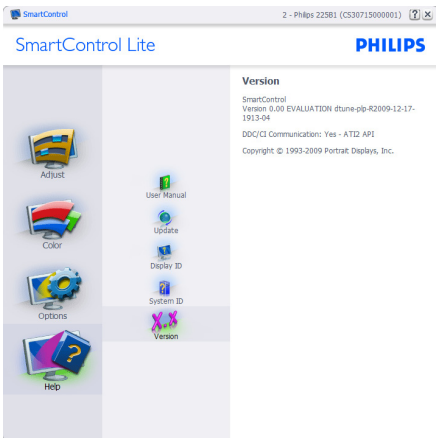 SmartControl
2 - Philips 225B1 (CS30715000001)
SmartControl Lite
PHILIPS
Adjust
Color
Options
Help
User Manual
Update
Display ID
System ID
X.X
Version
Version
SmartControl
Version 0.00 EVALUATION dtune-plp-R2009-12-17-
1913-04
DDC/CI Communication: Yes - ATI2 API
Copyright © 1993-2009 Portrait Displays, Inc.